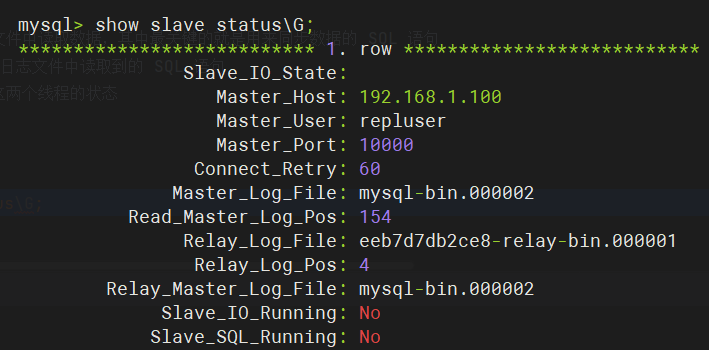 mysql> show slave status\G;
*************************** 1. row ***************************
Slave_IO_State:
Master_Host: 192.168.1.100
Master_User: repluser
Master_Port: 10000
Connect_Retry: 60
Master_Log_File: mysql-bin.000002
Read_Master_Log_Pos: 154
Relay_Log_File: eeb7d7db2ce8-relay-bin.000001
Relay_Log_Pos: 4
Relay_Master_Log_File: mysql-bin.000002
Slave_IO_Running: No
Slave_SQL_Running: No